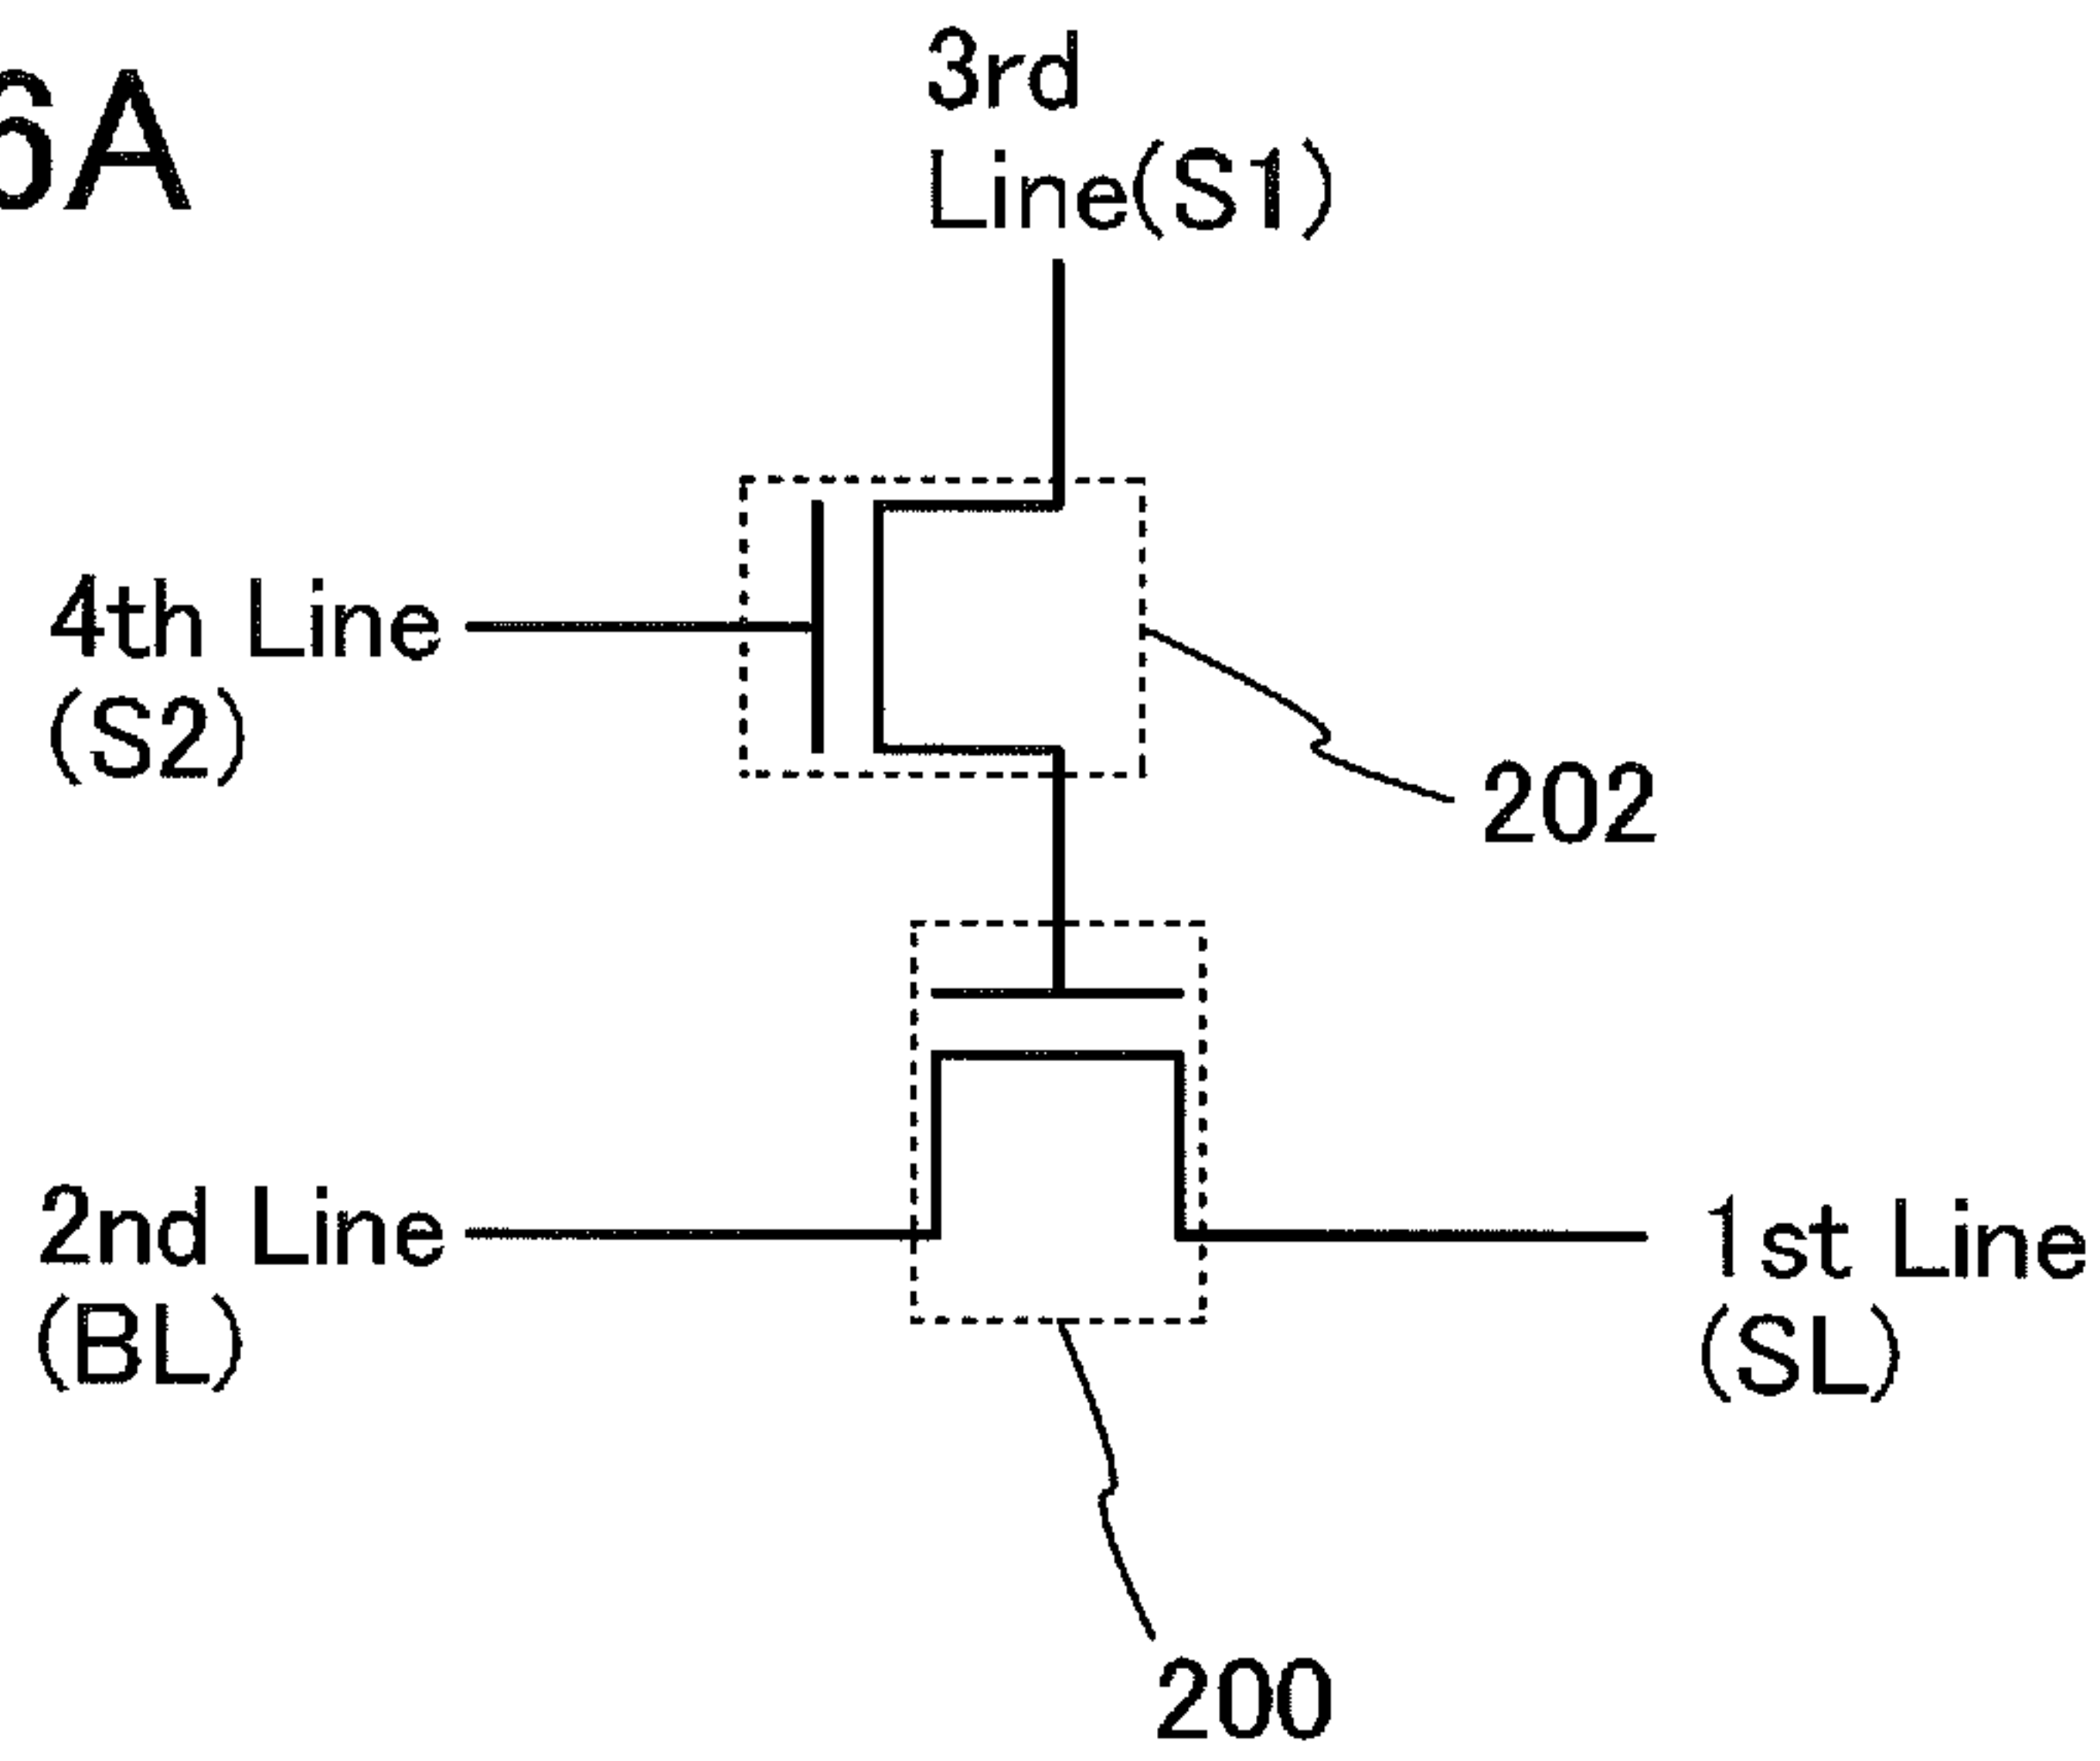 6A
3rd
Line(S1)
4th Line
(S2)
202
2nd Line
(BL)
1st Line
(SL)
200